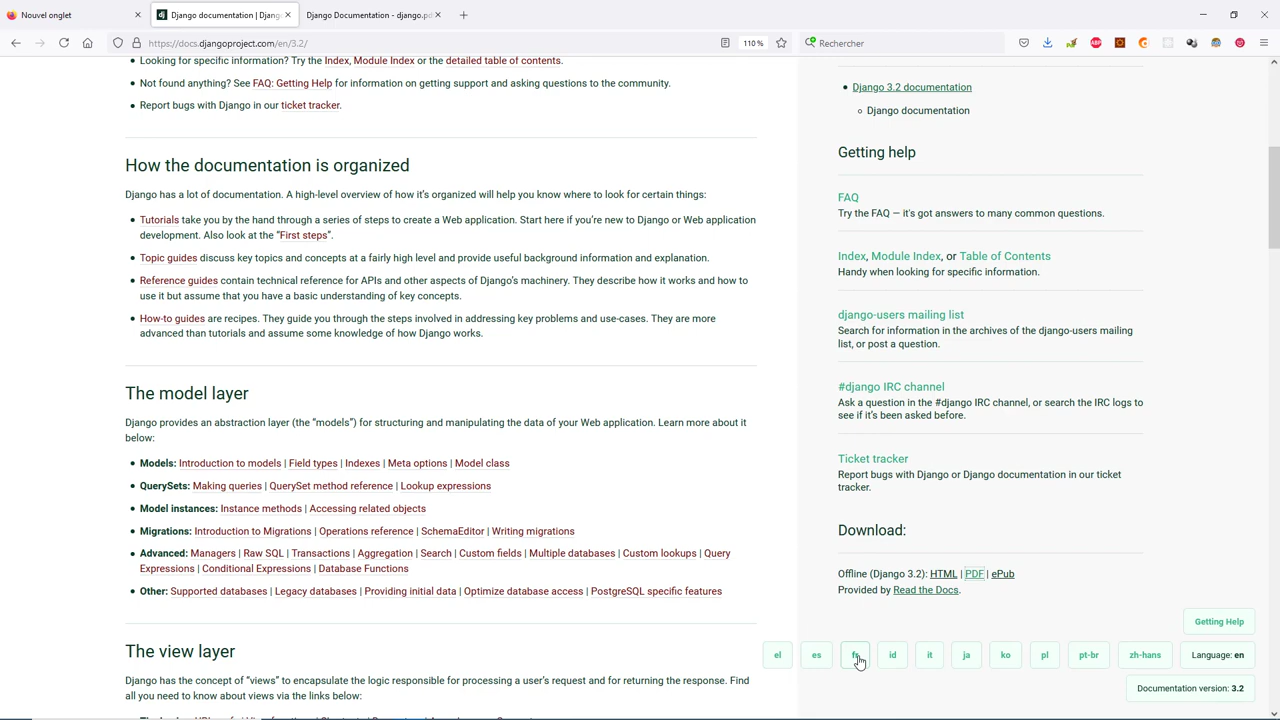 Nouvel onglet
Django documentation | Djang
Django Documentation - django.pd
https://docs.djangoproject.com/en/3.2/
110 %
Rechercher
Looking for specific information? Try the Index, Module Index or the detailed table of contents.
Not found anything? See FAQ: Getting Help for information on getting support and asking questions to the community.
Report bugs with Django in our ticket tracker.
How the documentation is organized
Django has a lot of documentation. A high-level overview of how it's organized will help you know where to look for certain things:
Tutorials take you by the hand through a series of steps to create a Web application. Start here if you're new to Django or Web application
development. Also look at the “First steps”.
Topic guides discuss key topics and concepts at a fairly high level and provide useful background information and explanation.
Reference guides contain technical reference for APIs and other aspects of Django's machinery. They describe how it works and how to
use it but assume that you have a basic understanding of key concepts.
How-to guides are recipes. They guide you through the steps involved in addressing key problems and use-cases. They are more
advanced than tutorials and assume some knowledge of how Django works.
The model layer
Django provides an abstraction layer (the “models”) for structuring and manipulating the data of your Web application. Learn more about it
below:
Models: Introduction to models | Field types | Indexes | Meta options | Model class
QuerySets: Making queries | QuerySet method reference | Lookup expressions
Model instances: Instance methods | Accessing related objects
Migrations: Introduction to Migrations | Operations reference | SchemaEditor | Writing migrations
Advanced: Managers | Raw SQL | Transactions | Aggregation | Search | Custom fields | Multiple databases | Custom lookups | Query
Expressions | Conditional Expressions | Database Functions
Other: Supported databases | Legacy databases | Providing initial data | Optimize database access | PostgreSQL specific features
The view layer
Django has the concept of “views” to encapsulate the logic responsible for processing a user's request and for returning the response. Find
all you need to know about views via the links below:
Django 3.2 documentation
Django documentation
Getting help
FAQ
Try the FAQ — it's got answers to many common questions.
Index, Module Index, or Table of Contents
Handy when looking for specific information.
django-users mailing list
Search for information in the archives of the django-users mailing
list, or post a question.
#django IRC channel
Ask a question in the #django IRC channel, or search the IRC logs to
see if it's been asked before.
Ticket tracker
Report bugs with Django or Django documentation in our ticket
tracker.
Download:
Offline (Django 3.2): HTML | PDF | ePub
Provided by Read the Docs.
Getting Help
el es fr id it ja ko pl pt-br zh-hans Language: en
Documentation version: 3.2